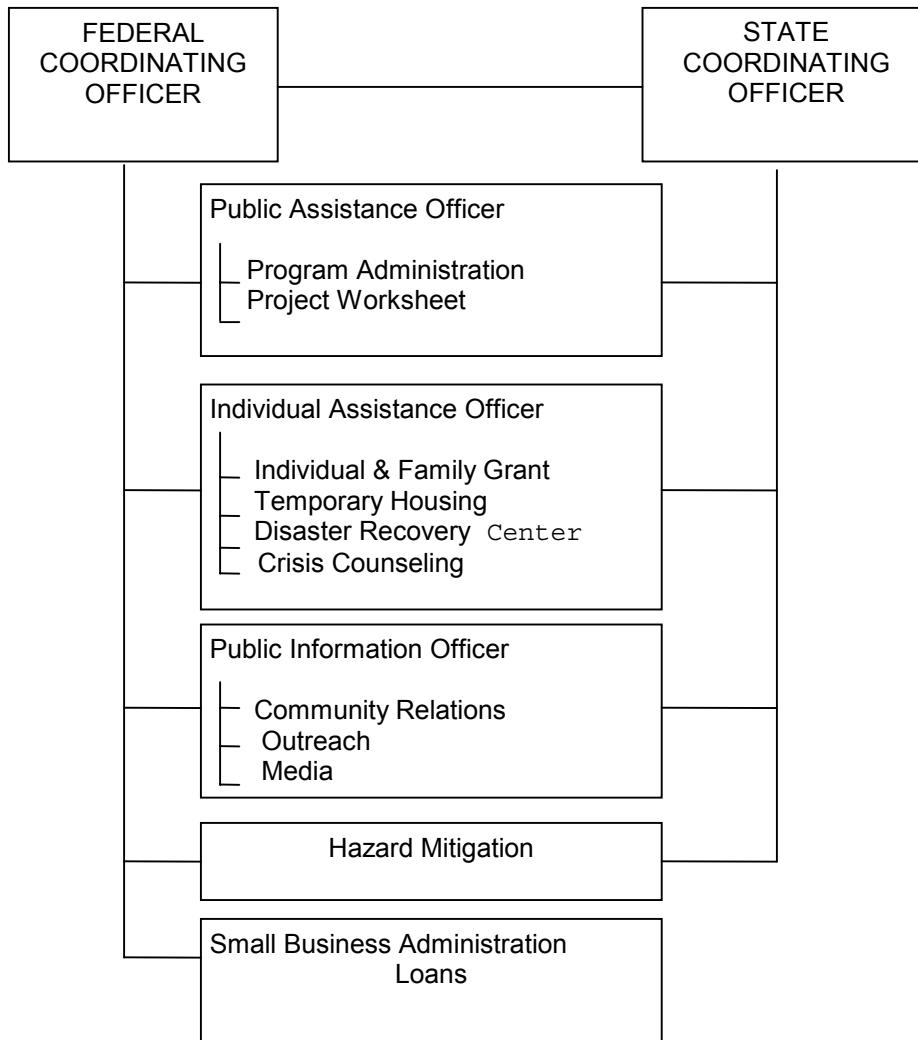 FEDERAL
COORDINATING
OFFICER
STATE
COORDINATING
OFFICER
Public Assistance Officer
Program Administration
Project Worksheet
Individual Assistance Officer
Individual & Family Grant
Temporary Housing
Disaster Recovery Center
Crisis Counseling
Public Information Officer
Community Relations
Outreach
Media
Hazard Mitigation
Small Business Administration
Loans